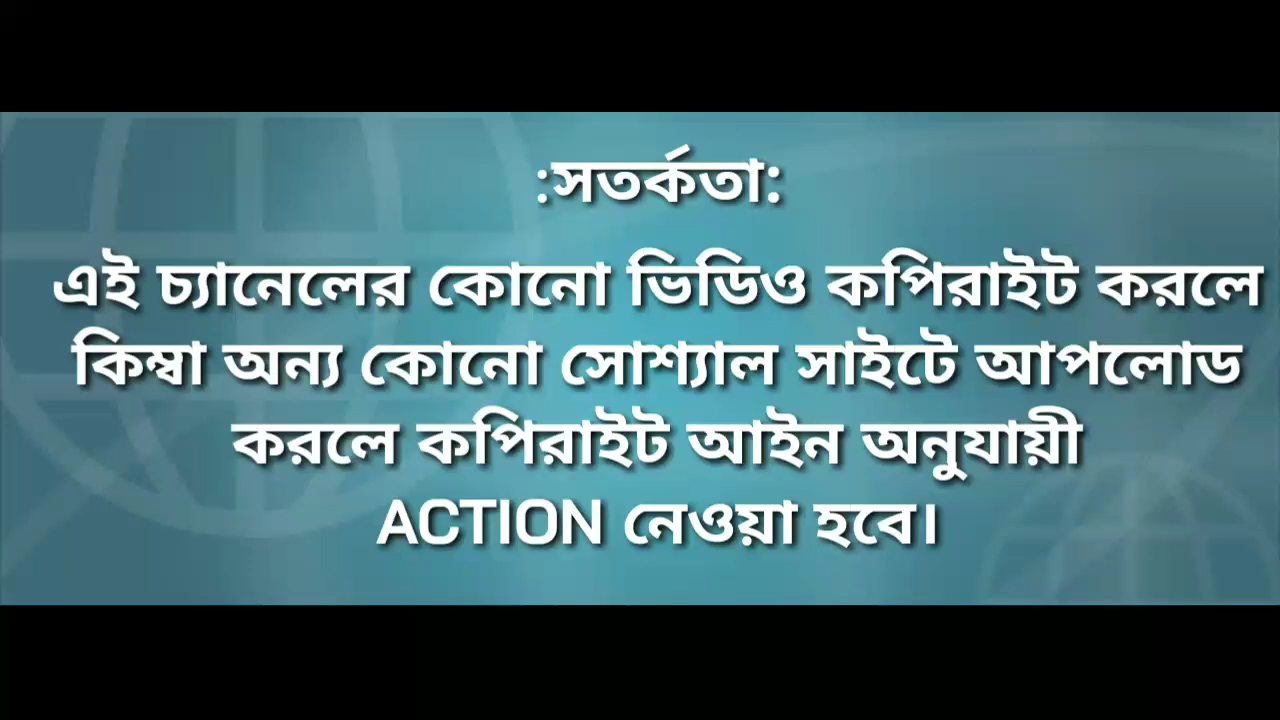 :সতর্কতা:
এই চ্যানেলের কোনো ভিডিও কপিরাইট করলে
কিম্বা অন্য কোনো সোশ্যাল সাইটে আপলোড
করলে কপিরাইট আইন অনুযায়ী
ACTION নেওয়া হবে।